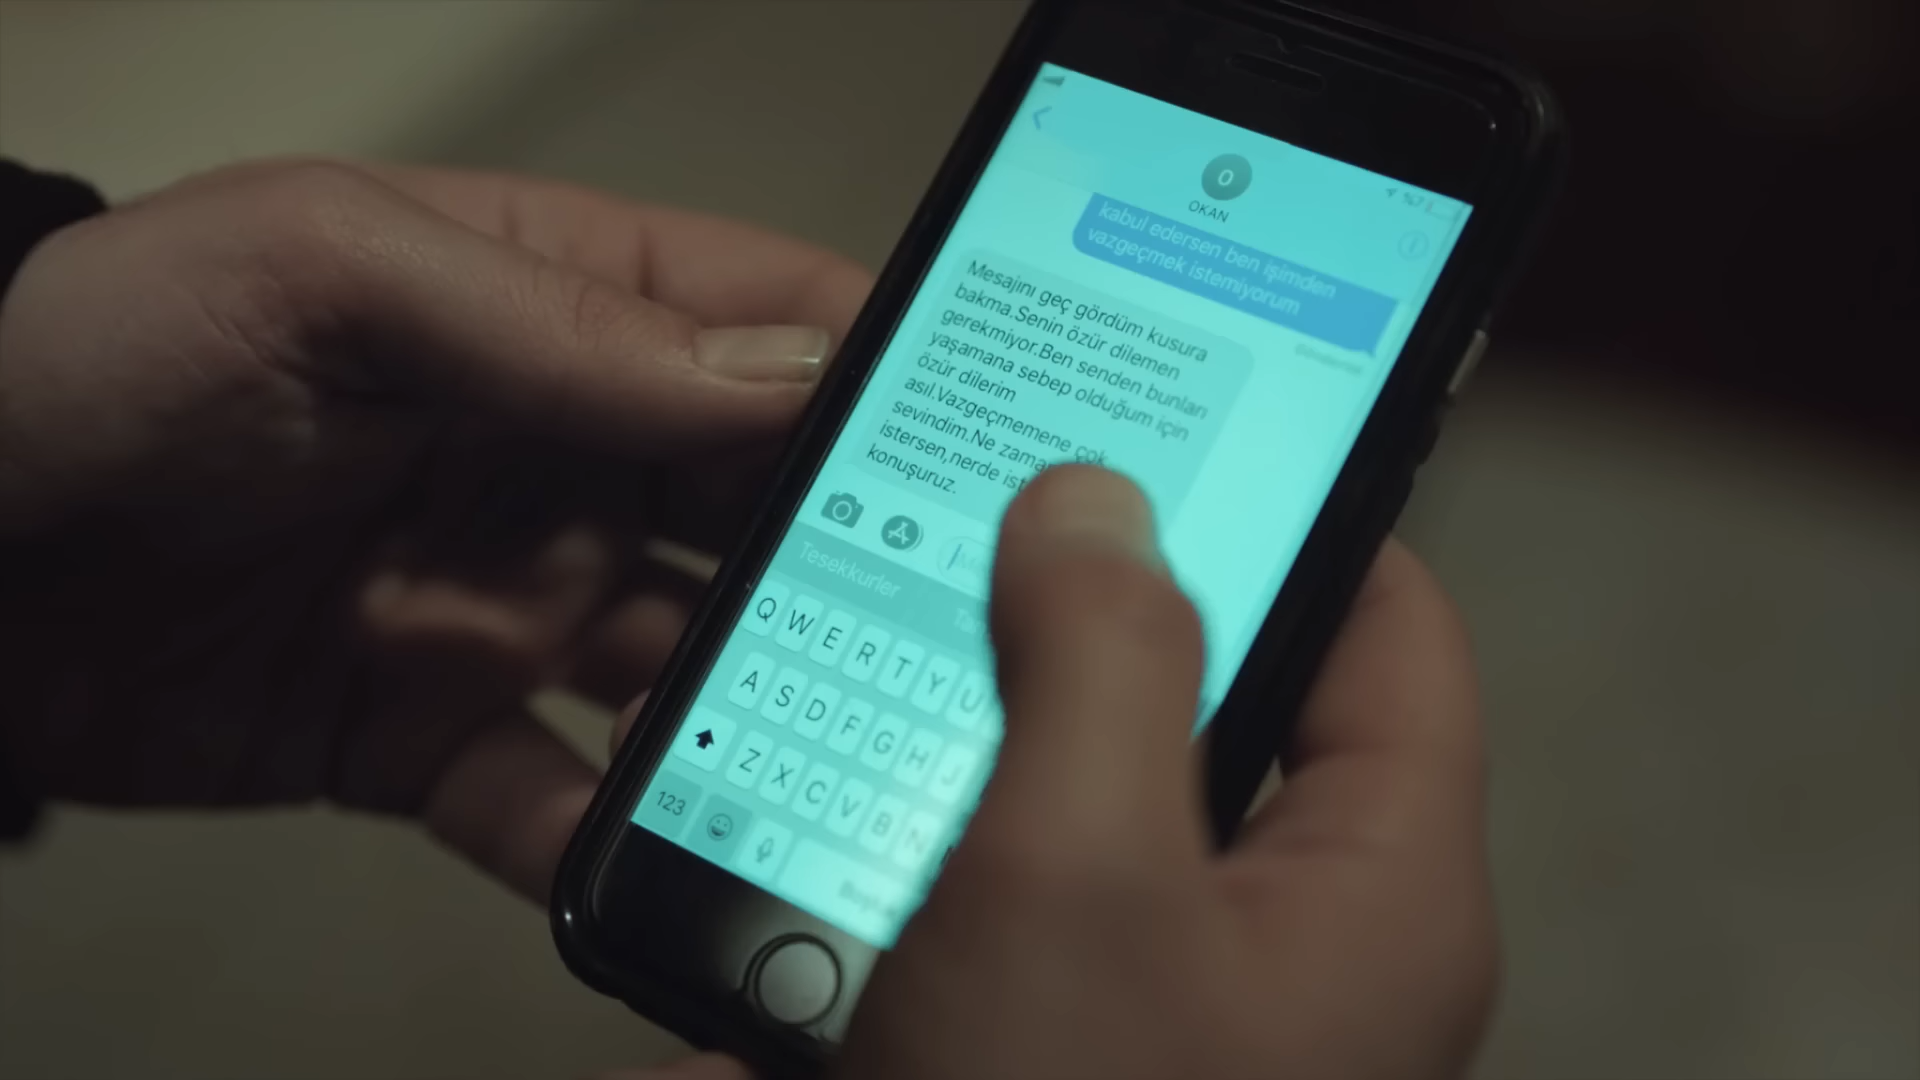 O
OKAN
kabul edersen ben işimden
vazgeçmek istemiyorum
Mesajını geç gördüm kusura
bakma.Senin özür dilemen
gerekmiyor.Ben senden bunları
yaşamana sebep olduğum için
özür dilerim
asıl.Vazgeçmemene çok
sevindim.Ne zaman
istersen,nerde
konuşuruz.
Tesekkurler
Q W E R T Y U
A S D F G H J
Z X C V B N
123